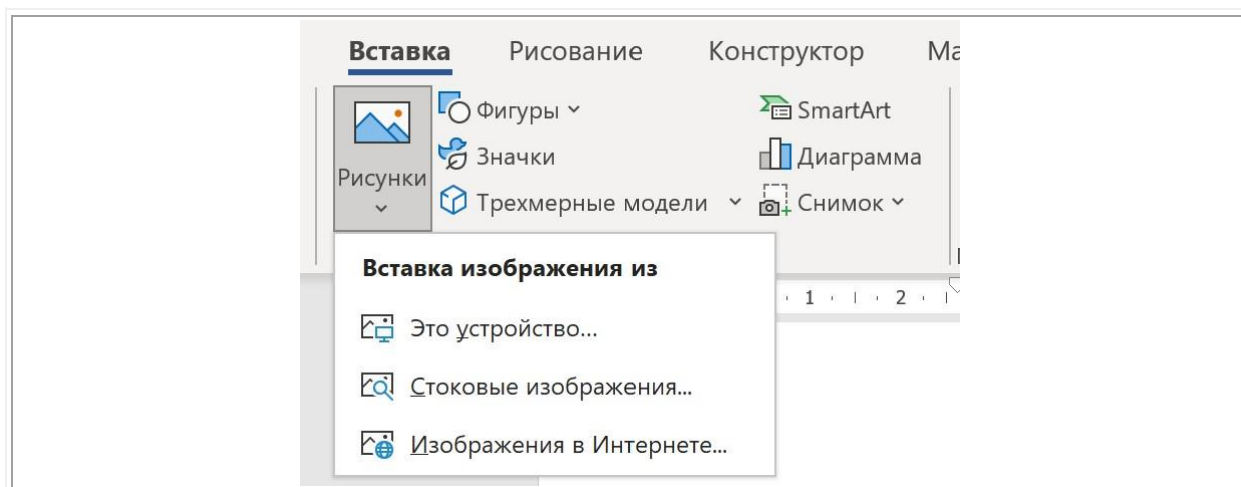 Вставка Рисование Конструктор Ма
Фигуры SmartArt
Значки Диаграмма
Рисунки
Трехмерные модели Снимок
Вставка изображения из
1 2
Это устройство...
Стоковые изображения...
Изображения в Интернете...